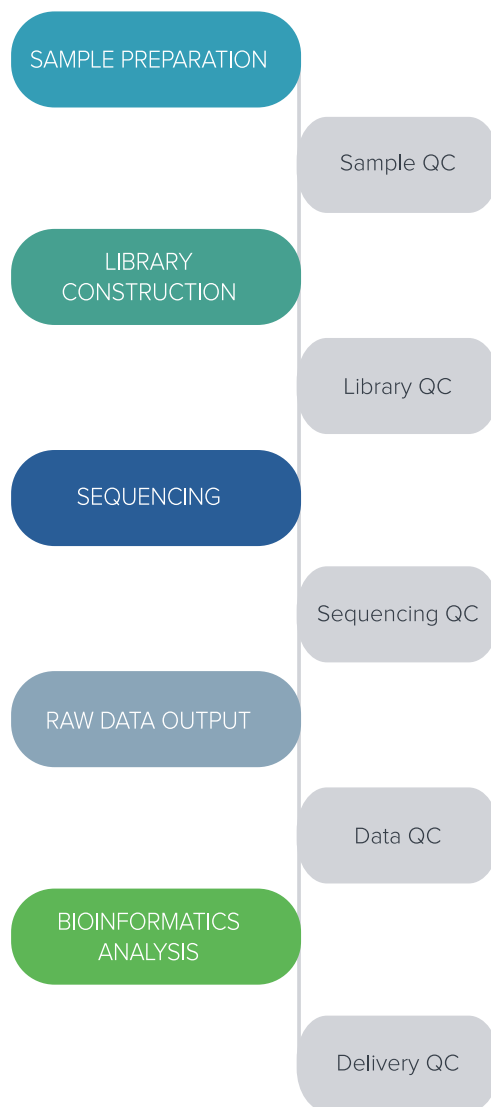 SAMPLE PREPARATION
Sample QC
LIBRARY
CONSTRUCTION
Library QC
SEQUENCING
Sequencing QC
RAW DATA OUTPUT
Data QC
BIOINFORMATICS
ANALYSIS
Delivery QC